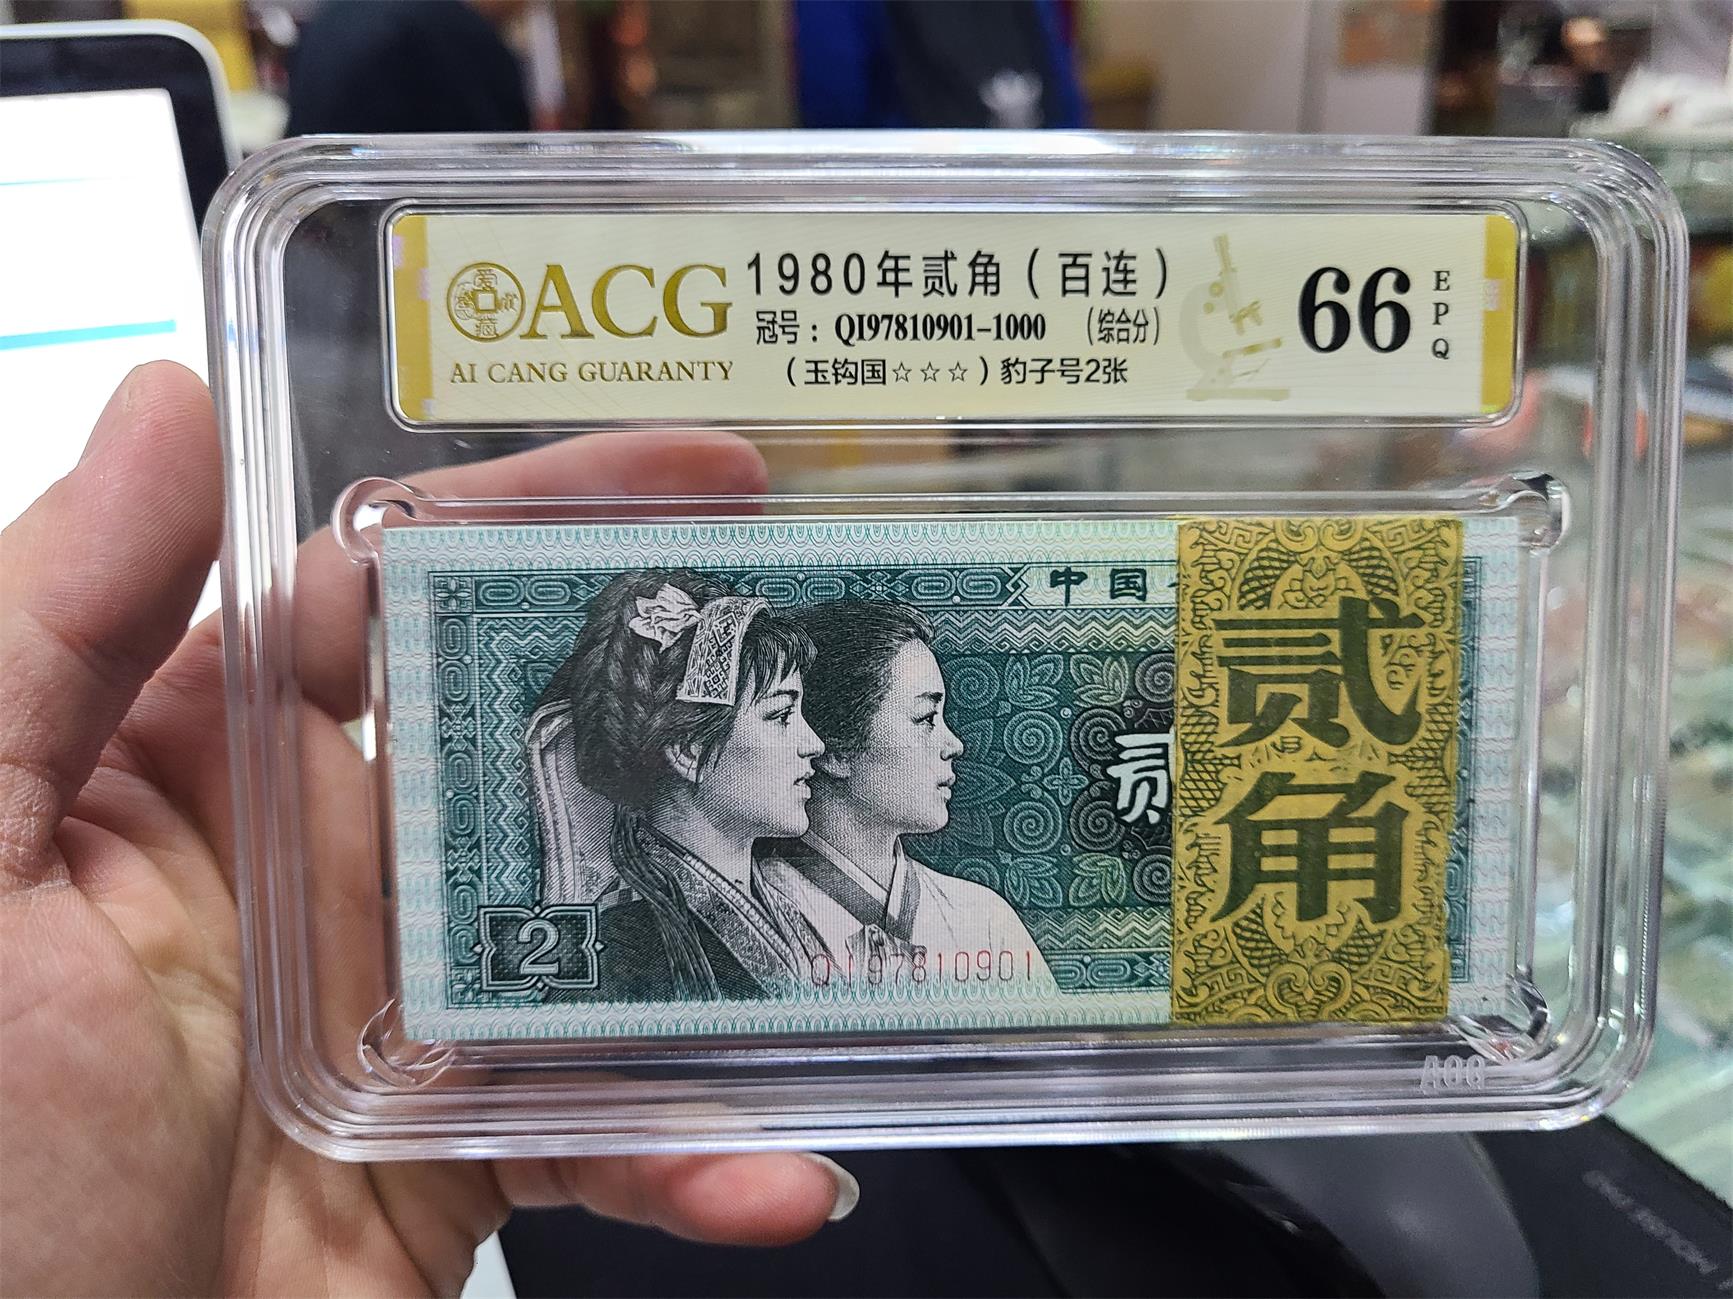 ACG
AI CANG GUARANTY
1980年贰角（百连）
冠号：QI97810901-1000 （综合分）
（玉钩国☆☆☆）豹子号2张
66
EPQ
中国
贰
贰角
2
QI97810901